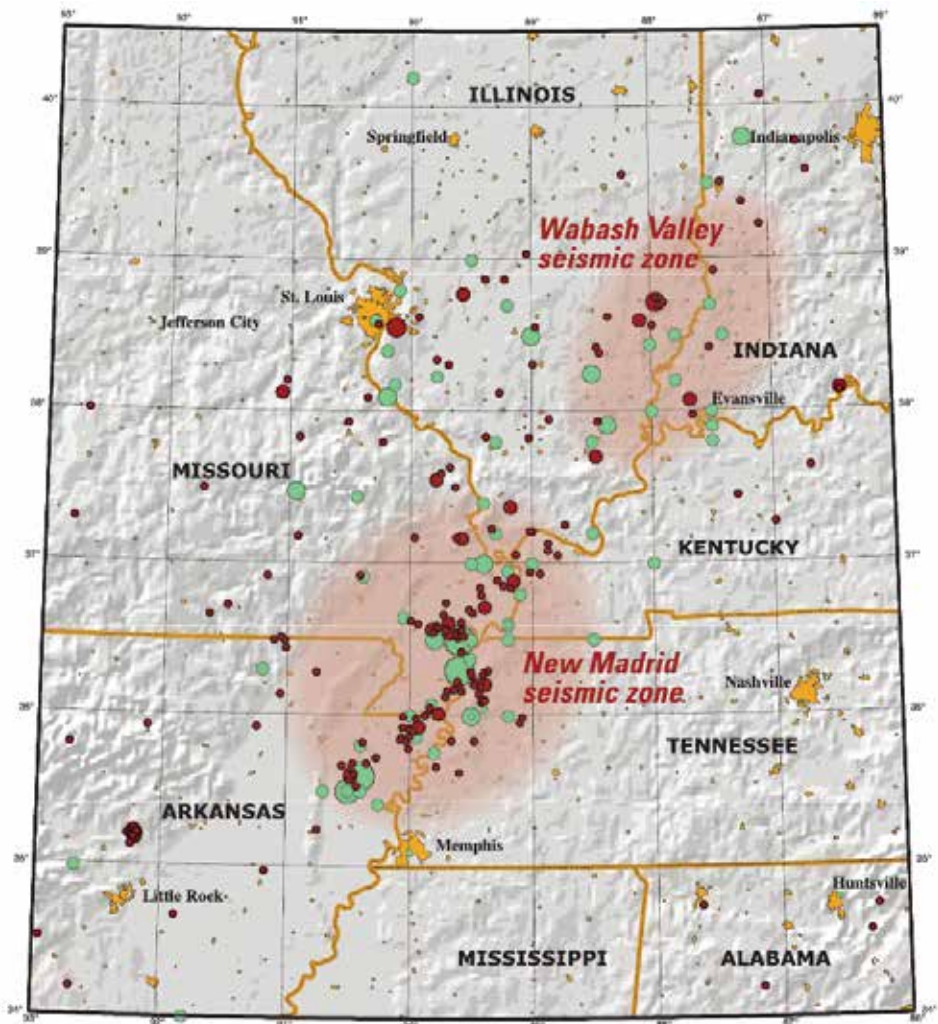 ILLINOIS
Springfield
Indianapolis
Wabash Valley
seismic zone
St. Louis
Jefferson City
INDIANA
Evansville
MISSOURI
KENTUCKY
New Madrid
seismic zone
Nashville
TENNESSEE
ARKANSAS
Memphis
Little Rock
Huntsville
MISSISSIPPI
ALABAMA